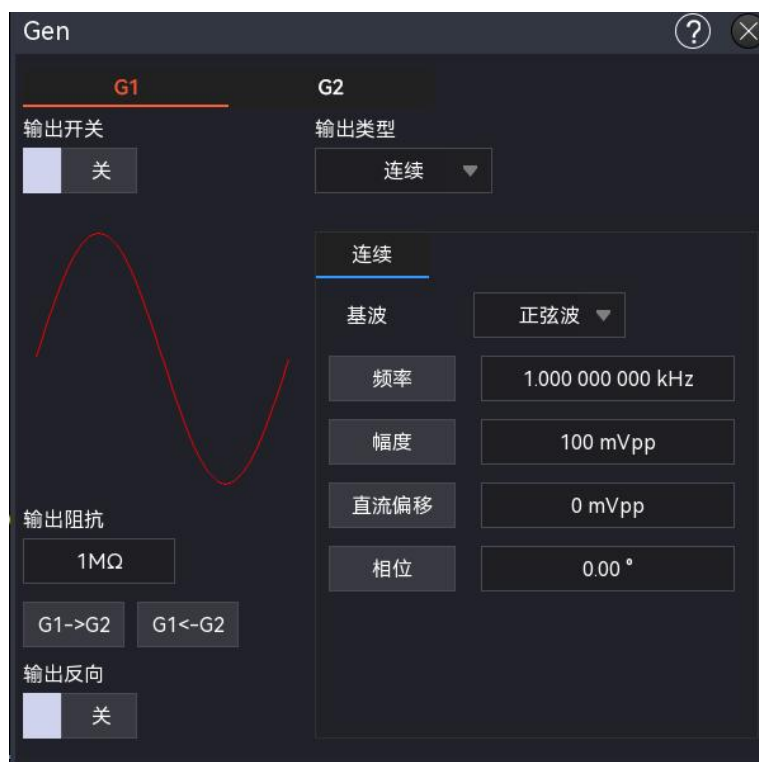 Gen
?
G1 G2
输出开关
关
输出类型
连续
连续
基波 正弦波
频率 1.000 000 000 kHz
幅度 100 mVpp
直流偏移 0 mVpp
相位 0.00 °
输出阻抗
1MΩ
G1->G2 G1<-G2
输出反向
关